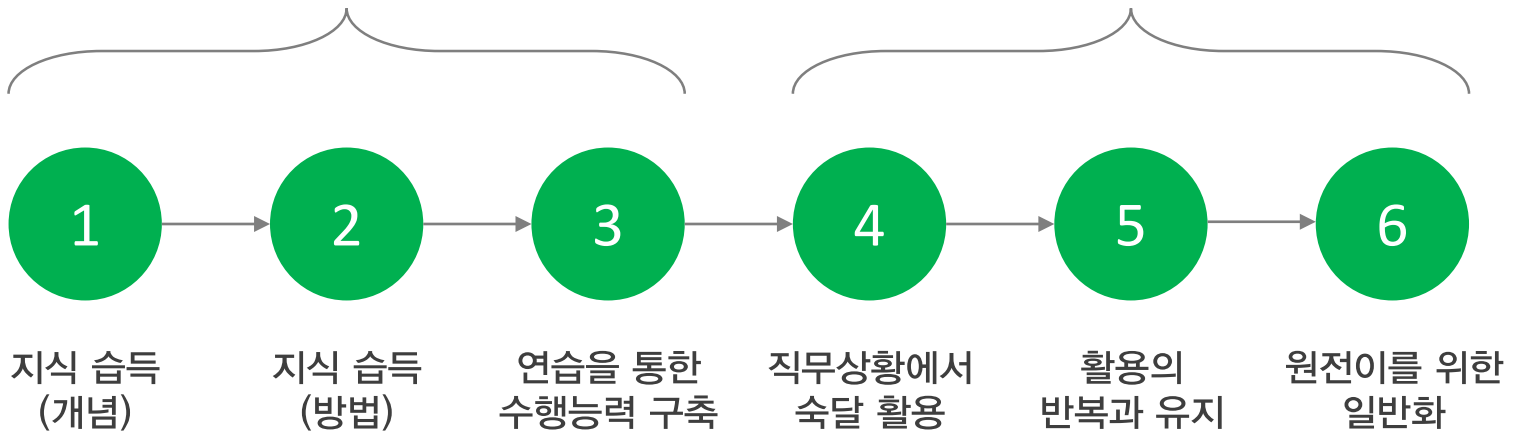 1
2
3
4
5
6
지식 습득
(개념)
지식 습득
(방법)
연습을 통한
수행능력 구축
직무상황에서
숙달 활용
활용의
반복과 유지
원전이를 위한
일반화